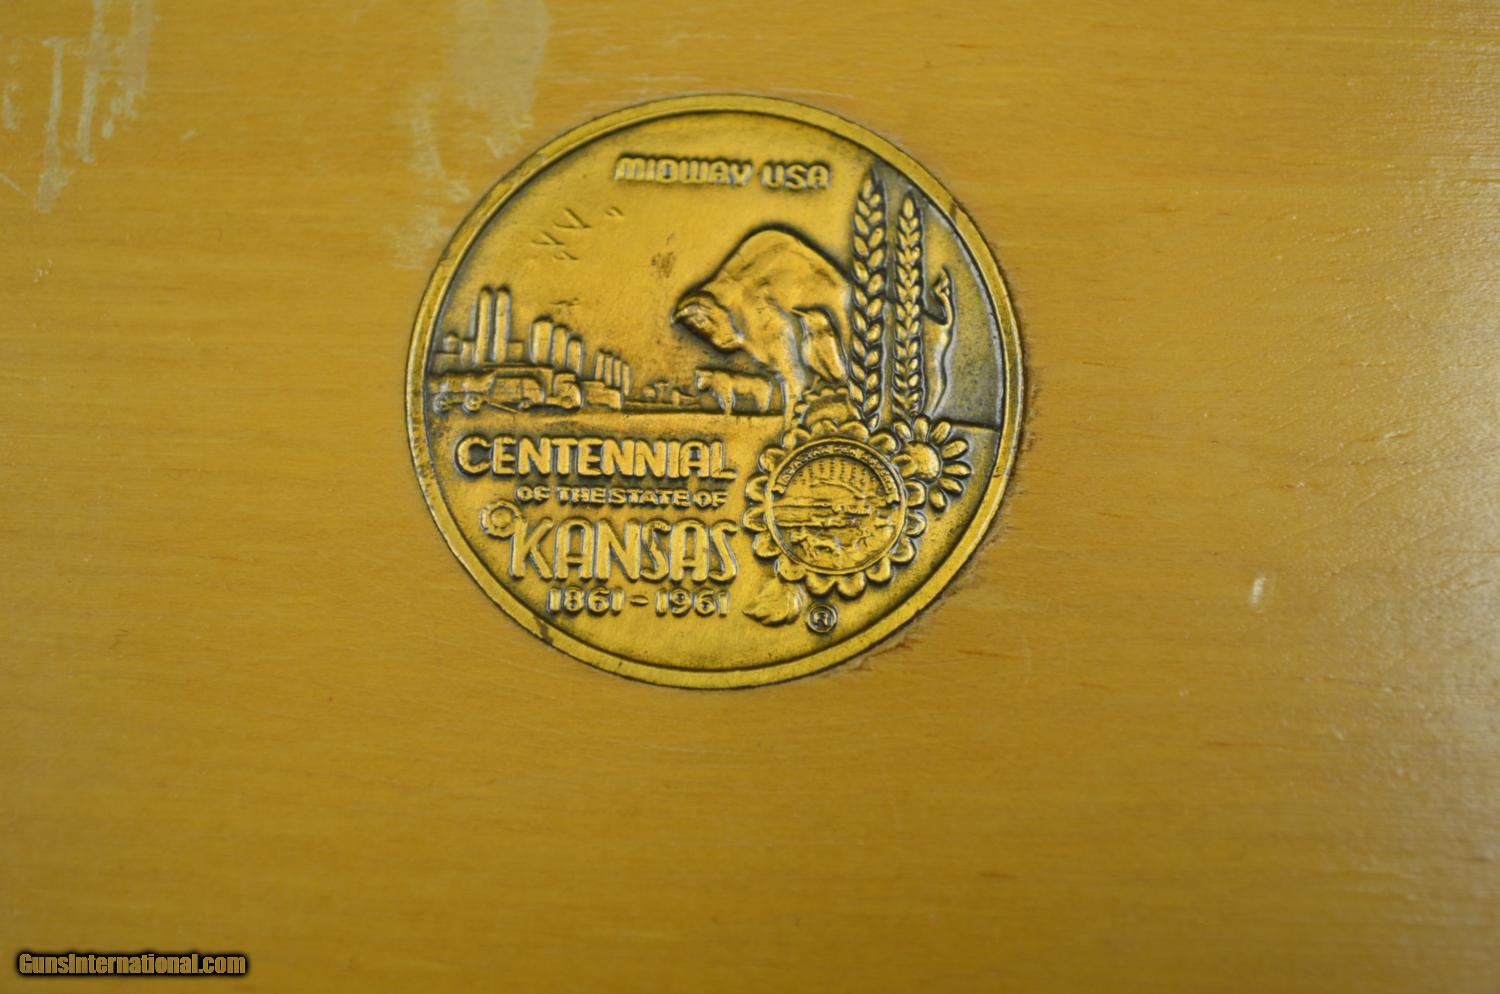 MIDWAY USA
CENTENNIAL
OF THE STATE OF
KANSAS
1861-1961
®
GunsInternational.com